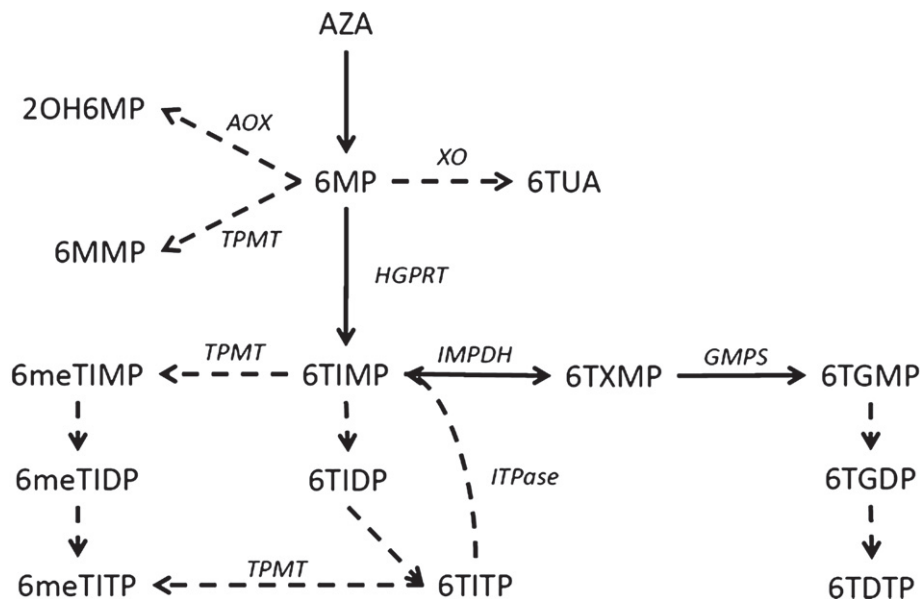 AZA
2OH6MP
AOX
XO
6MP
6TUA
TPMT
6MMP
HGPRT
TPMT
IMPDH
GMPS
6meTIMP
6TIMP
6TXMP
6TGMP
6meTIDP
6TIDP
ITPase
6TGDP
TPMT
6meTITP
6TITP
6TDTP